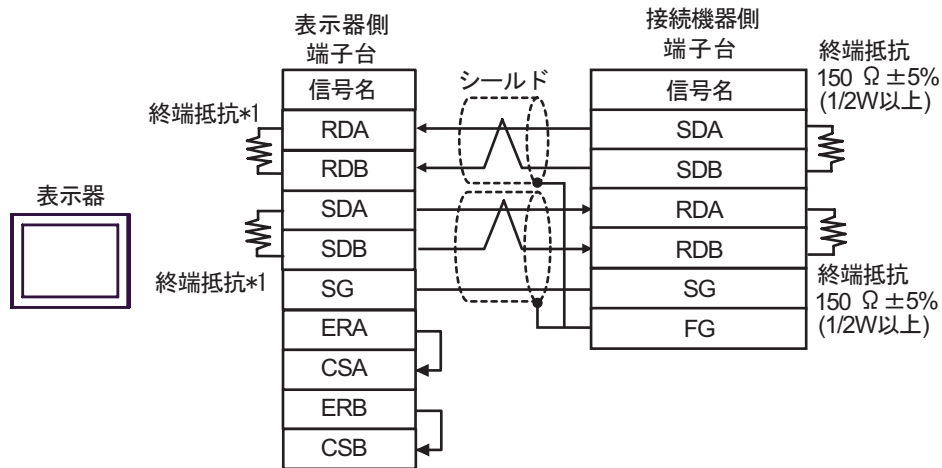 表示器側
端子台
接続機器側
端子台
終端抵抗
150 Ω ±5%
(1/2W以上)
信号名
シールド
信号名
終端抵抗*1
RDA
SDA
RDB
SDB
表示器
SDA
RDA
SDB
RDB
終端抵抗*1
SG
SG
終端抵抗
150 Ω ±5%
(1/2W以上)
ERA
FG
CSA
ERB
CSB